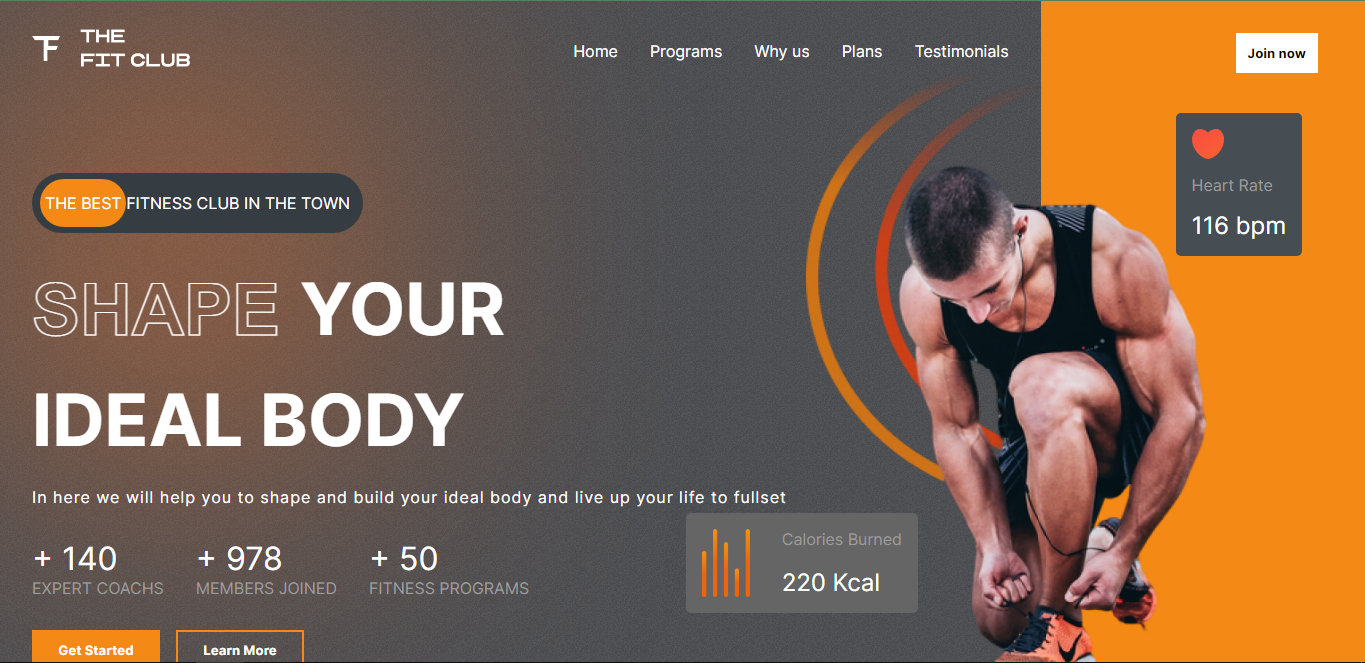 THE
FIT CLUB
Home Programs Why us Plans Testimonials
Join now
Heart Rate
116 bpm
THE BEST FITNESS CLUB IN THE TOWN
SHAPE YOUR
IDEAL BODY
In here we will help you to shape and build your ideal body and live up your life to fullset
+ 140 + 978 + 50
EXPERT COACHS MEMBERS JOINED FITNESS PROGRAMS
Calories Burned
220 Kcal
Get Started Learn More